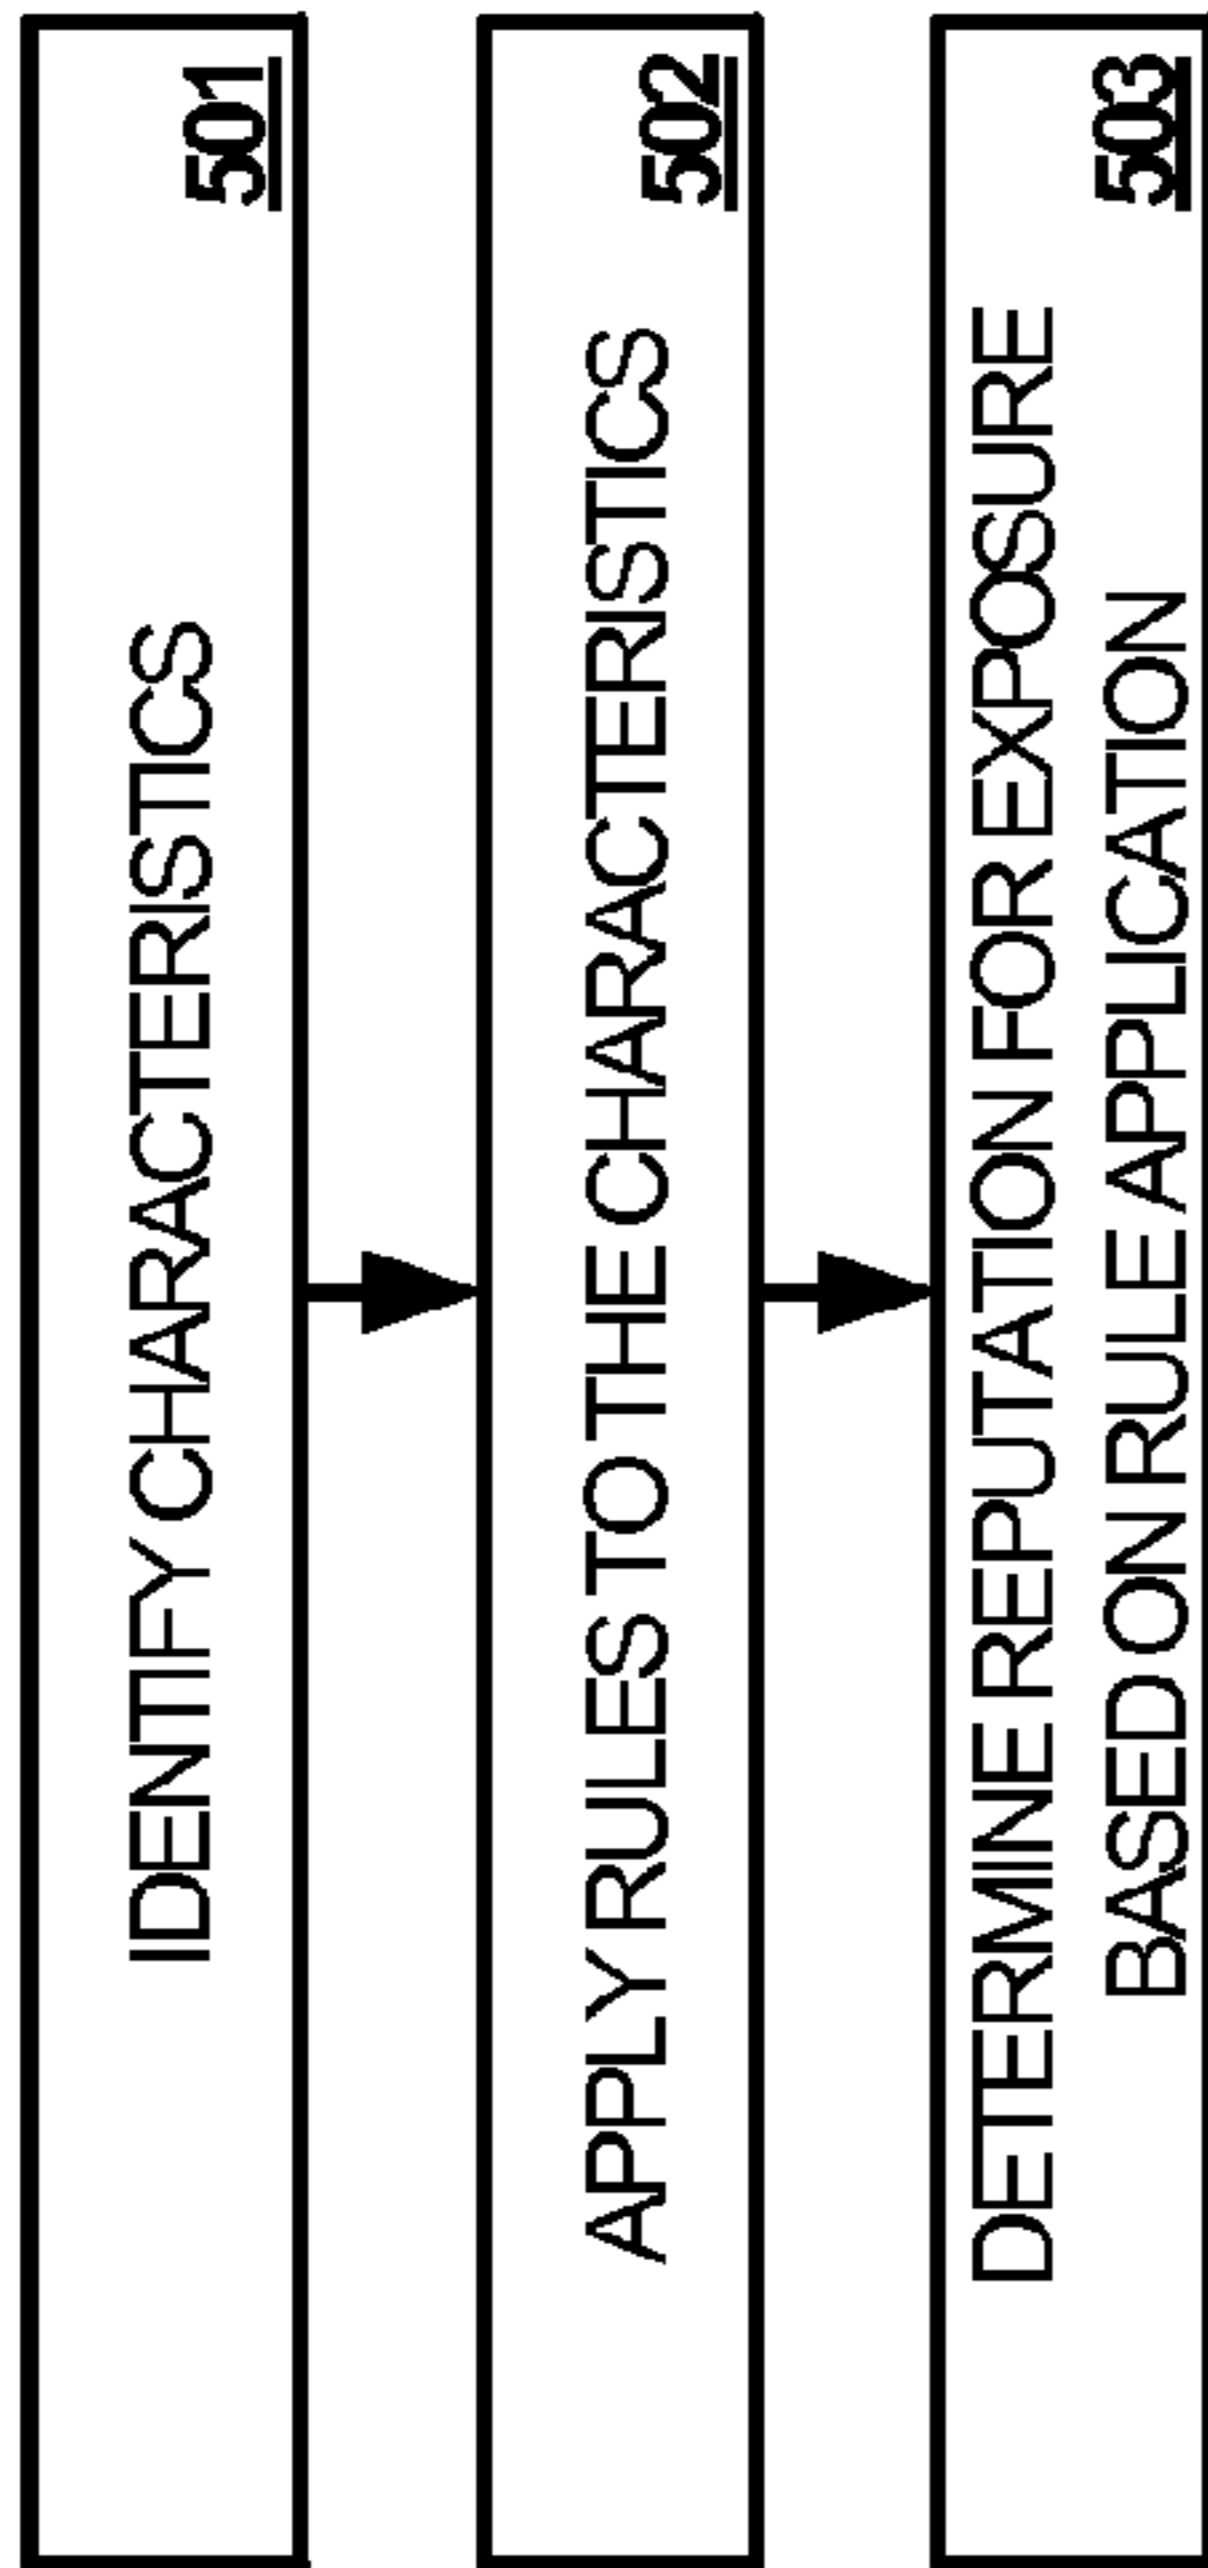 IDENTIFY CHARACTERISTICS
501
APPLY RULES TO THE CHARACTERISTICS
502
DETERMINE REPUTATION FOR EXPOSURE
BASED ON RULE APPLICATION
503